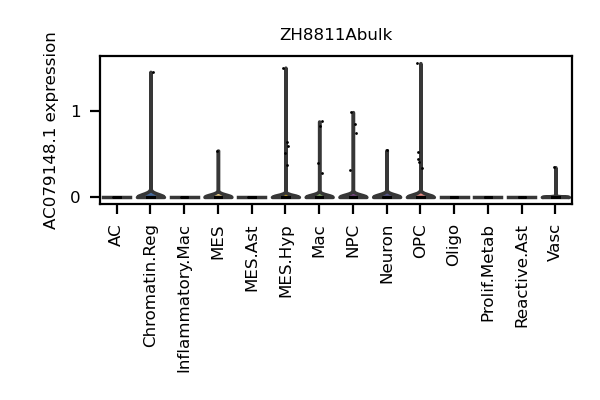 ZH8811Abulk
AC079148.1 expression
1
0
AC
Chromatin.Reg
Inflammatory.Mac
MES
MES.Ast
MES.Hyp
Mac
NPC
Neuron
OPC
Oligo
Prolif.Metab
Reactive.Ast
Vasc